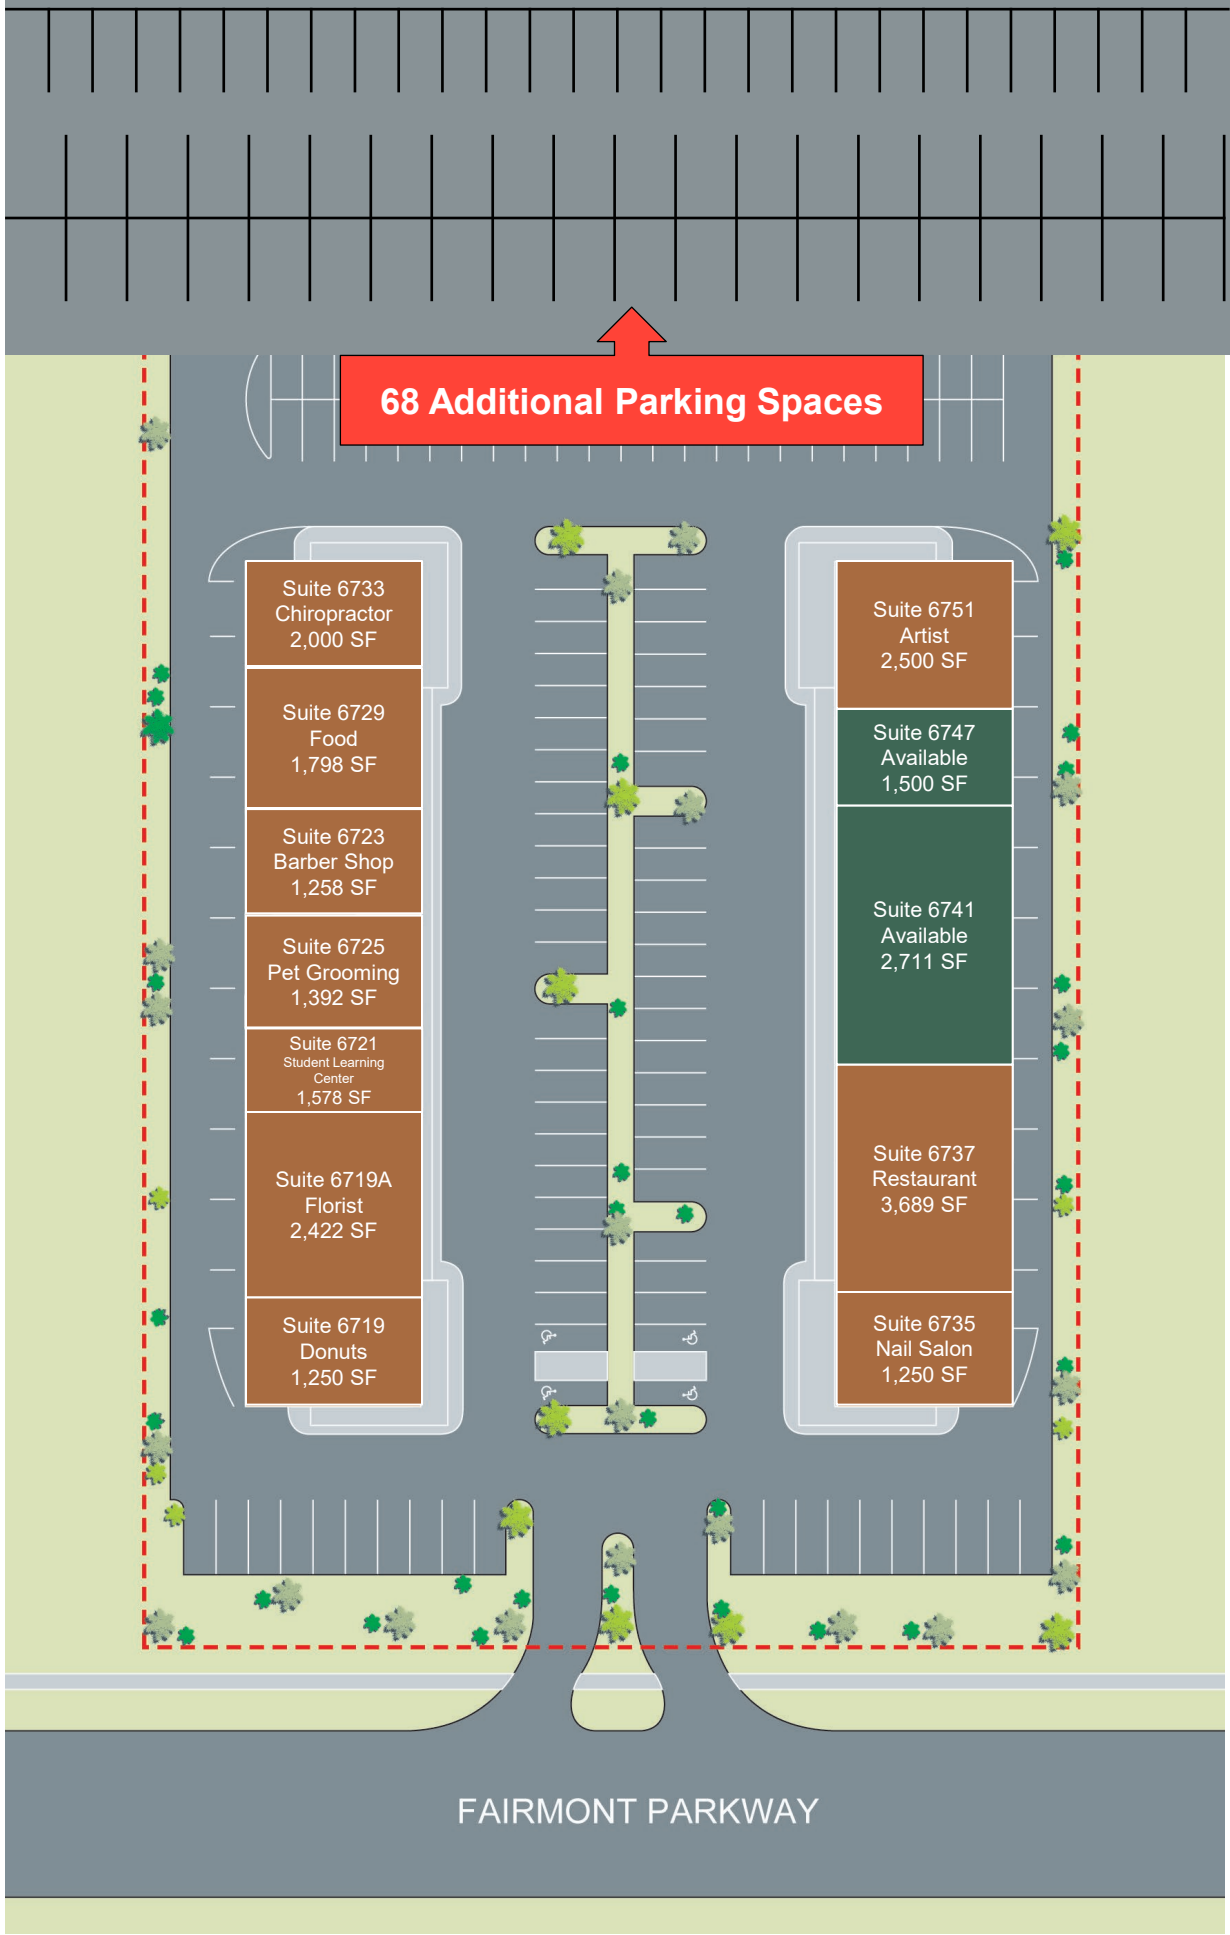 68 Additional Parking Spaces
Suite 6733
Chiropractor
2,000 SF
Suite 6729
Food
1,798 SF
Suite 6723
Barber Shop
1,258 SF
Suite 6725
Pet Grooming
1,392 SF
Suite 6721
Student Learning
Center
1,578 SF
Suite 6719A
Florist
2,422 SF
Suite 6719
Donuts
1,250 SF
Suite 6751
Artist
2,500 SF
Suite 6747
Available
1,500 SF
Suite 6741
Available
2,711 SF
Suite 6737
Restaurant
3,689 SF
Suite 6735
Nail Salon
1,250 SF
FAIRMONT PARKWAY